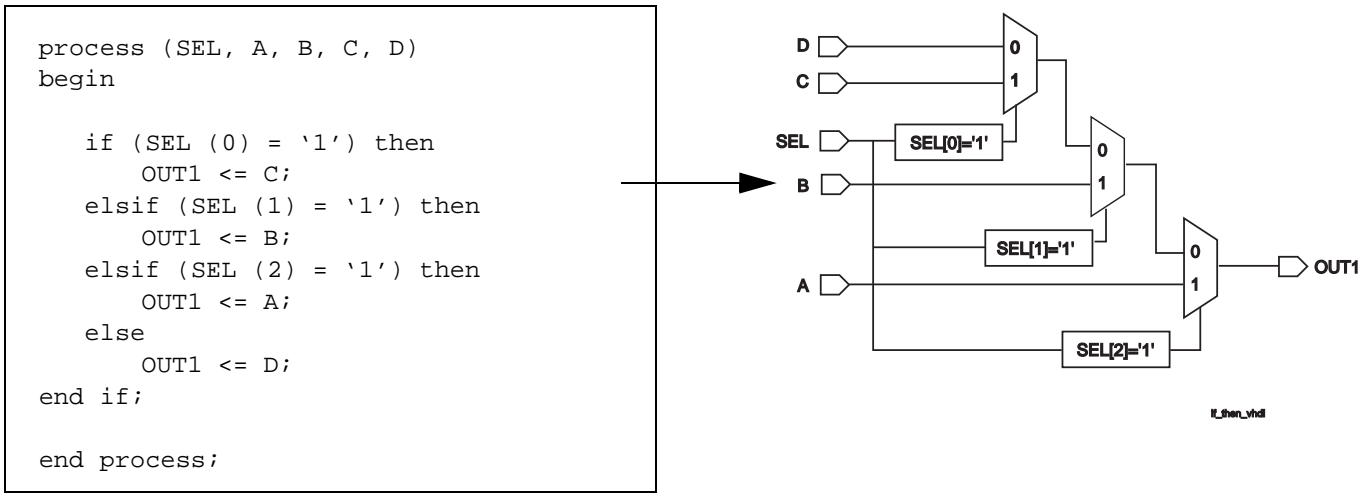 process (SEL, A, B, C, D)
begin
if (SEL (0) = ‘1’) then
OUT1 <= C;
elsif (SEL (1) = ‘1’) then
OUT1 <= B;
elsif (SEL (2) = ‘1’) then
OUT1 <= A;
else
OUT1 <= D;
end if;
end process;
D
0
C
1
SEL
SEL[0]='1'
0
B
1
SEL[1]='1'
0
OUT1
A
1
SEL[2]='1'
if_then_vhdl